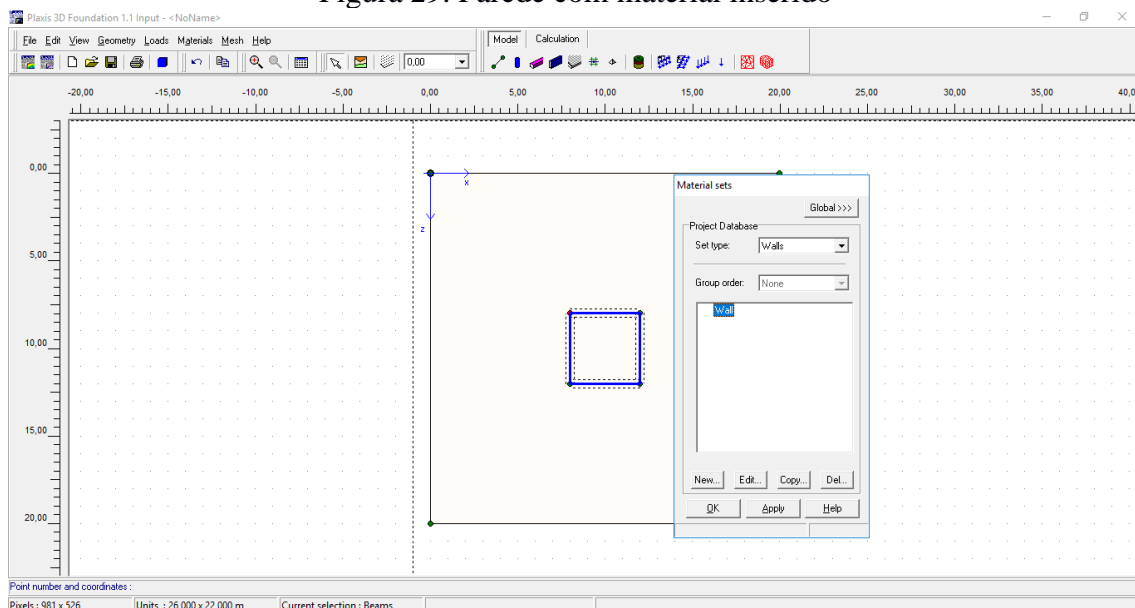 Figura 29: Parede com material inserido
Plaxis 3D Foundation 1.1 Input - <NoName>
File Edit View Geometry Loads Materials Mesh Help
Model Calculation
0,00
-20,00 -15,00 -10,00 -5,00 0,00 5,00 10,00 15,00 20,00 25,00 30,00 35,00 40,0
0,00
x
z
5,00
10,00
15,00
20,00
Material sets
Global >>>
Project Database
Set type: Walls
Group order: None
Wall
New... Edit... Copy... Del...
OK Apply Help
Point number and coordinates :
Pixels : 981 x 526 Units : 26,000 x 22,000 m Current selection : Beams